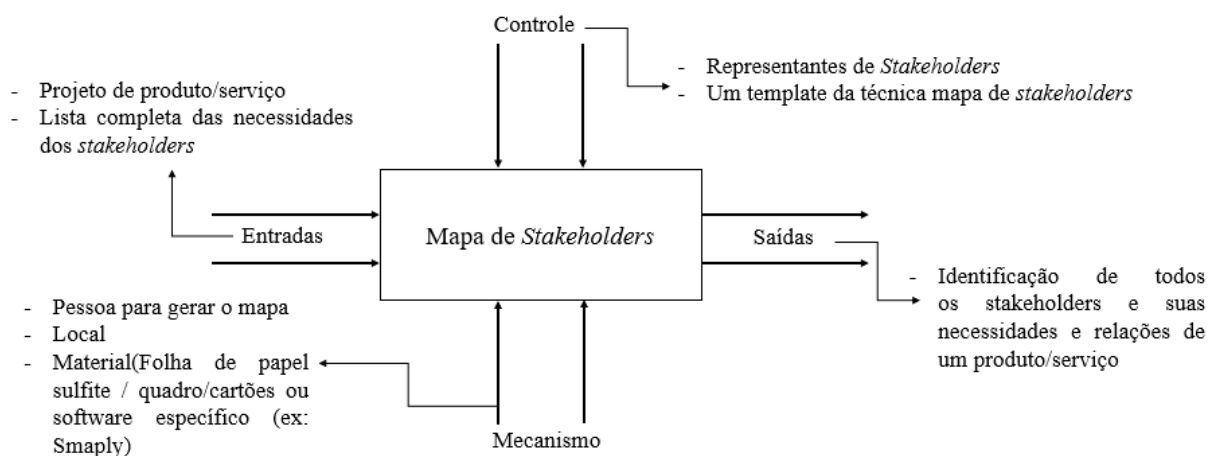 Controle
- Representantes de Stakeholders
- Um template da técnica mapa de stakeholders
- Projeto de produto/serviço
- Lista completa das necessidades
dos stakeholders
Entradas
Mapa de Stakeholders
Saídas
- Identificação de todos
os stakeholders e suas
necessidades e relações de
um produto/serviço
- Pessoa para gerar o mapa
- Local
- Material(Folha de papel
sulfite / quadro/cartões ou
software específico (ex:
Smaply)
Mecanismo